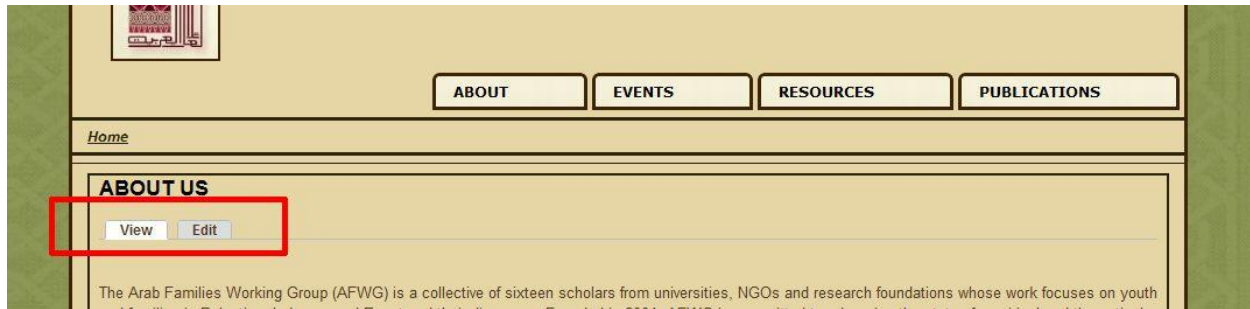 ABOUT EVENTS RESOURCES PUBLICATIONS
Home
ABOUT US
View Edit
The Arab Families Working Group (AFWG) is a collective of sixteen scholars from universities, NGOs and research foundations whose work focuses on youth